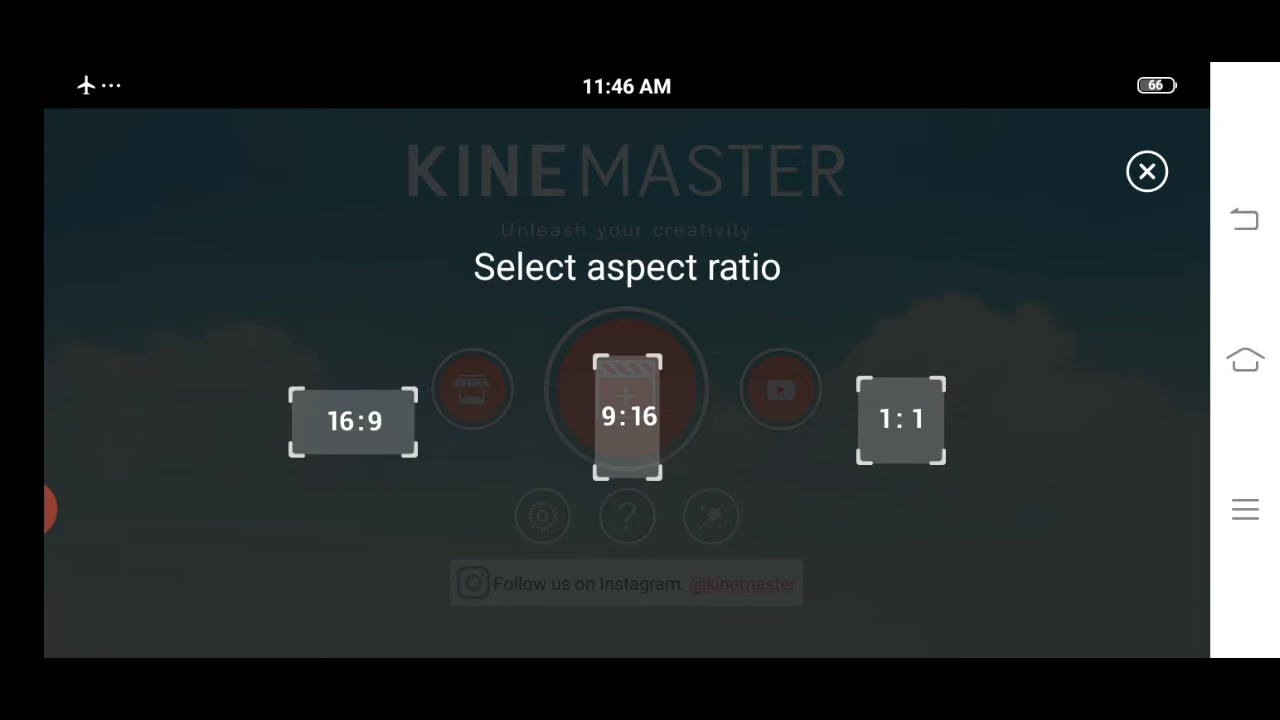 11:46 AM
66
KINEMASTER
Unleash your creativity
Select aspect ratio
16:9
9:16
1:1
?
Follow us on Instagram. @kinemaster